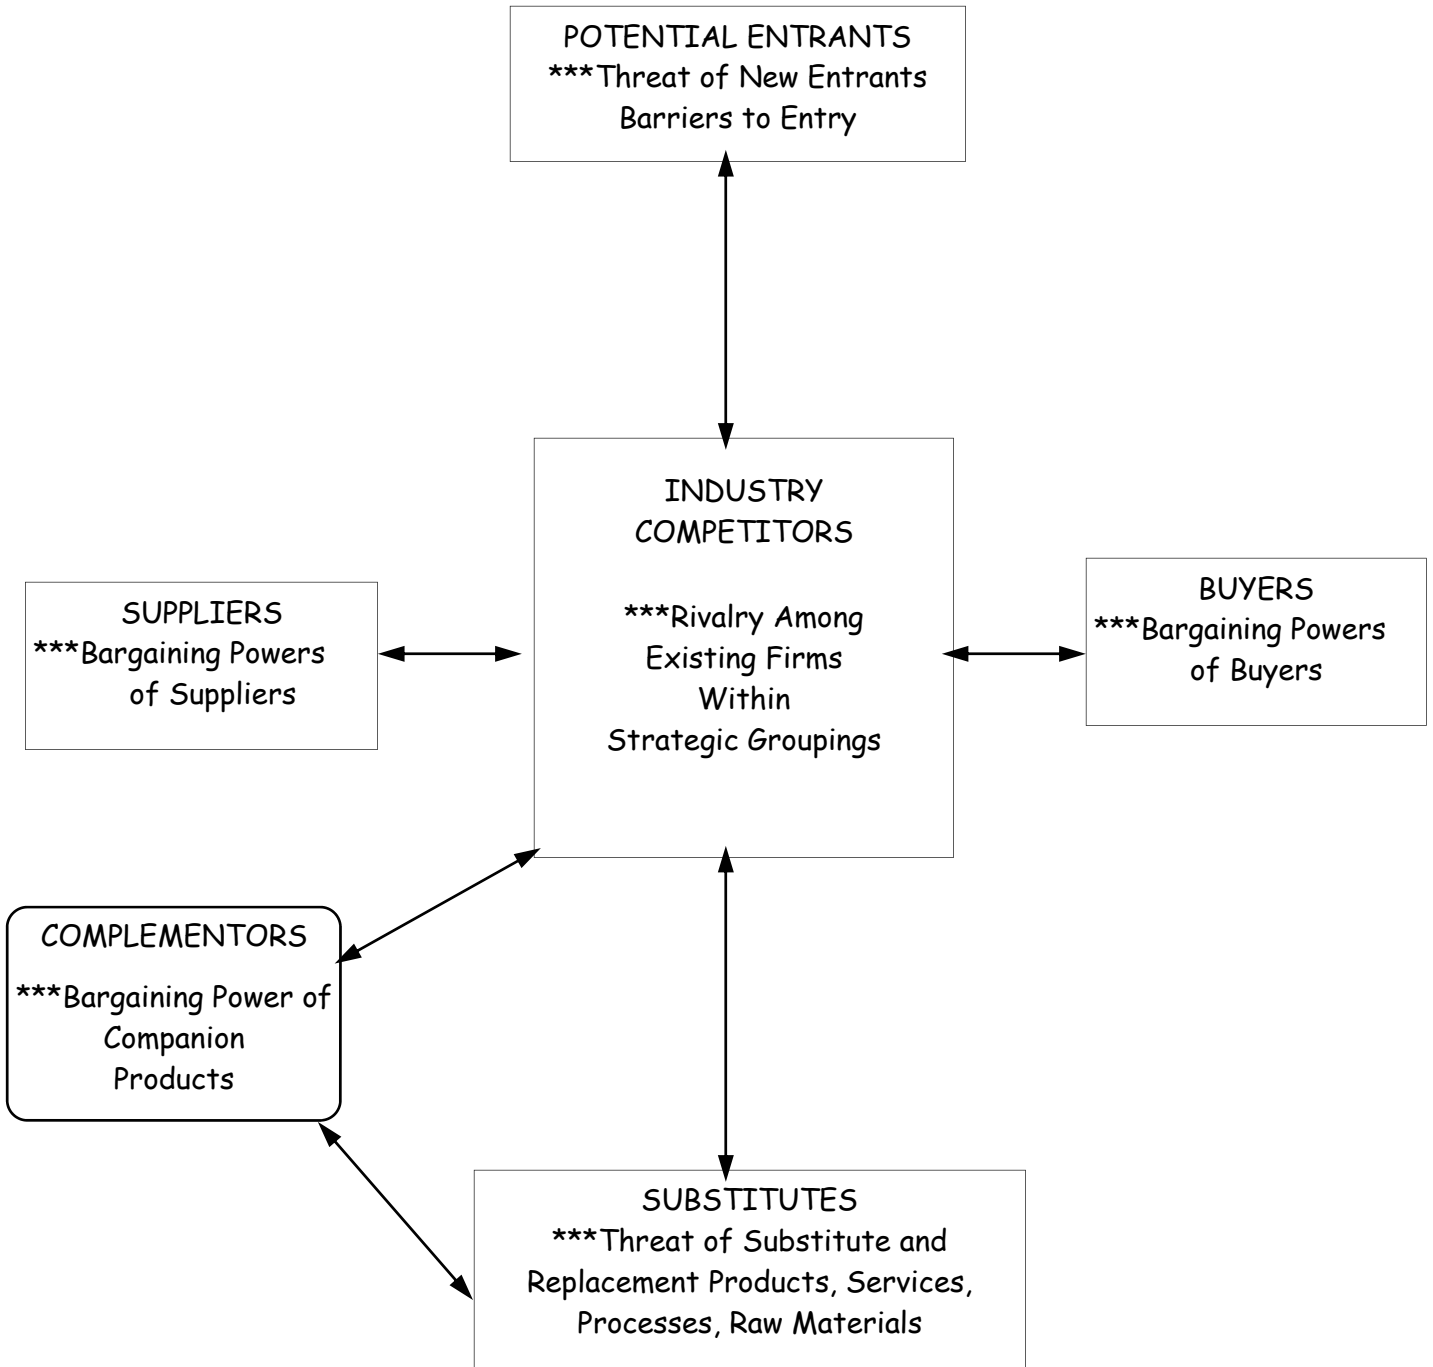 POTENTIAL ENTRANTS
***Threat of New Entrants
Barriers to Entry
INDUSTRY
COMPETITORS
***Rivalry Among
Existing Firms
Within
Strategic Groupings
SUPPLIERS
***Bargaining Powers
of Suppliers
BUYERS
***Bargaining Powers
of Buyers
COMPLEMENTORS
***Bargaining Power of
Companion
Products
SUBSTITUTES
***Threat of Substitute and
Replacement Products, Services,
Processes, Raw Materials